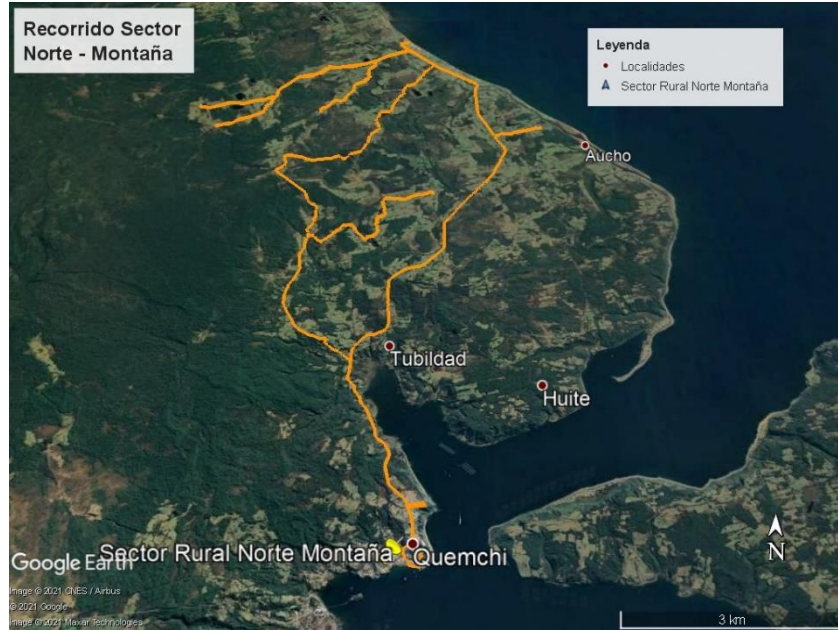 Recorrido Sector
Norte - Montaña
Leyenda
Localidades
Sector Rural Norte Montaña
Aucho
Tubildad
Huite
Sector Rural Norte Montaña
Quemchi
Google Earth
N
Image © 2021 CNES / Airbus
© 2021 Google
Image © 2021 Maxar Technologies
3 km